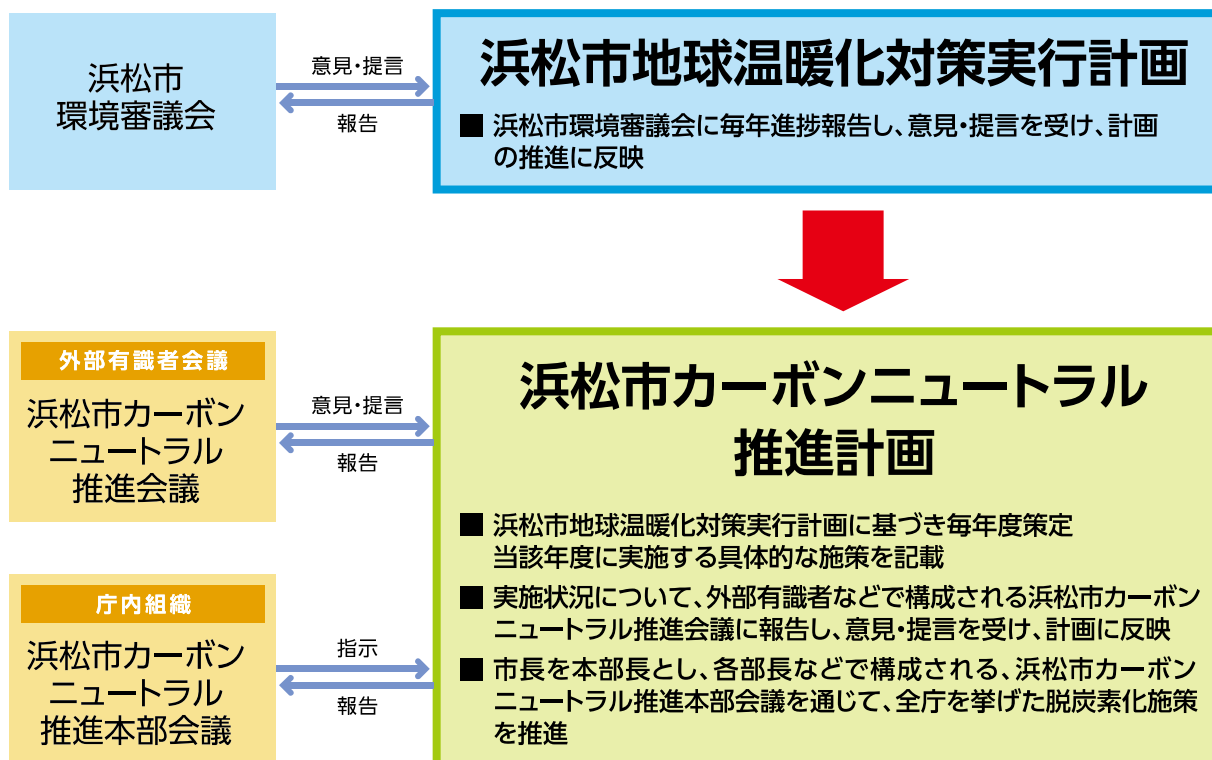 浜松市
環境審議会
意見・提言
報告
浜松市地球温暖化対策実行計画
■ 浜松市環境審議会に毎年進捗報告し、意見・提言を受け、計画
の推進に反映
外部有識者会議
浜松市カーボン
ニュートラル
推進会議
意見・提言
報告
浜松市カーボンニュートラル
推進計画
■ 浜松市地球温暖化対策実行計画に基づき毎年度策定
当該年度に実施する具体的な施策を記載
■ 実施状況について、外部有識者などで構成される浜松市カーボン
ニュートラル推進会議に報告し、意見・提言を受け、計画に反映
■ 市長を本部長とし、各部長などで構成される、浜松市カーボン
ニュートラル推進本部会議を通じて、全庁を挙げた脱炭素化施策
を推進
庁内組織
浜松市カーボン
ニュートラル
推進本部会議
指示
報告